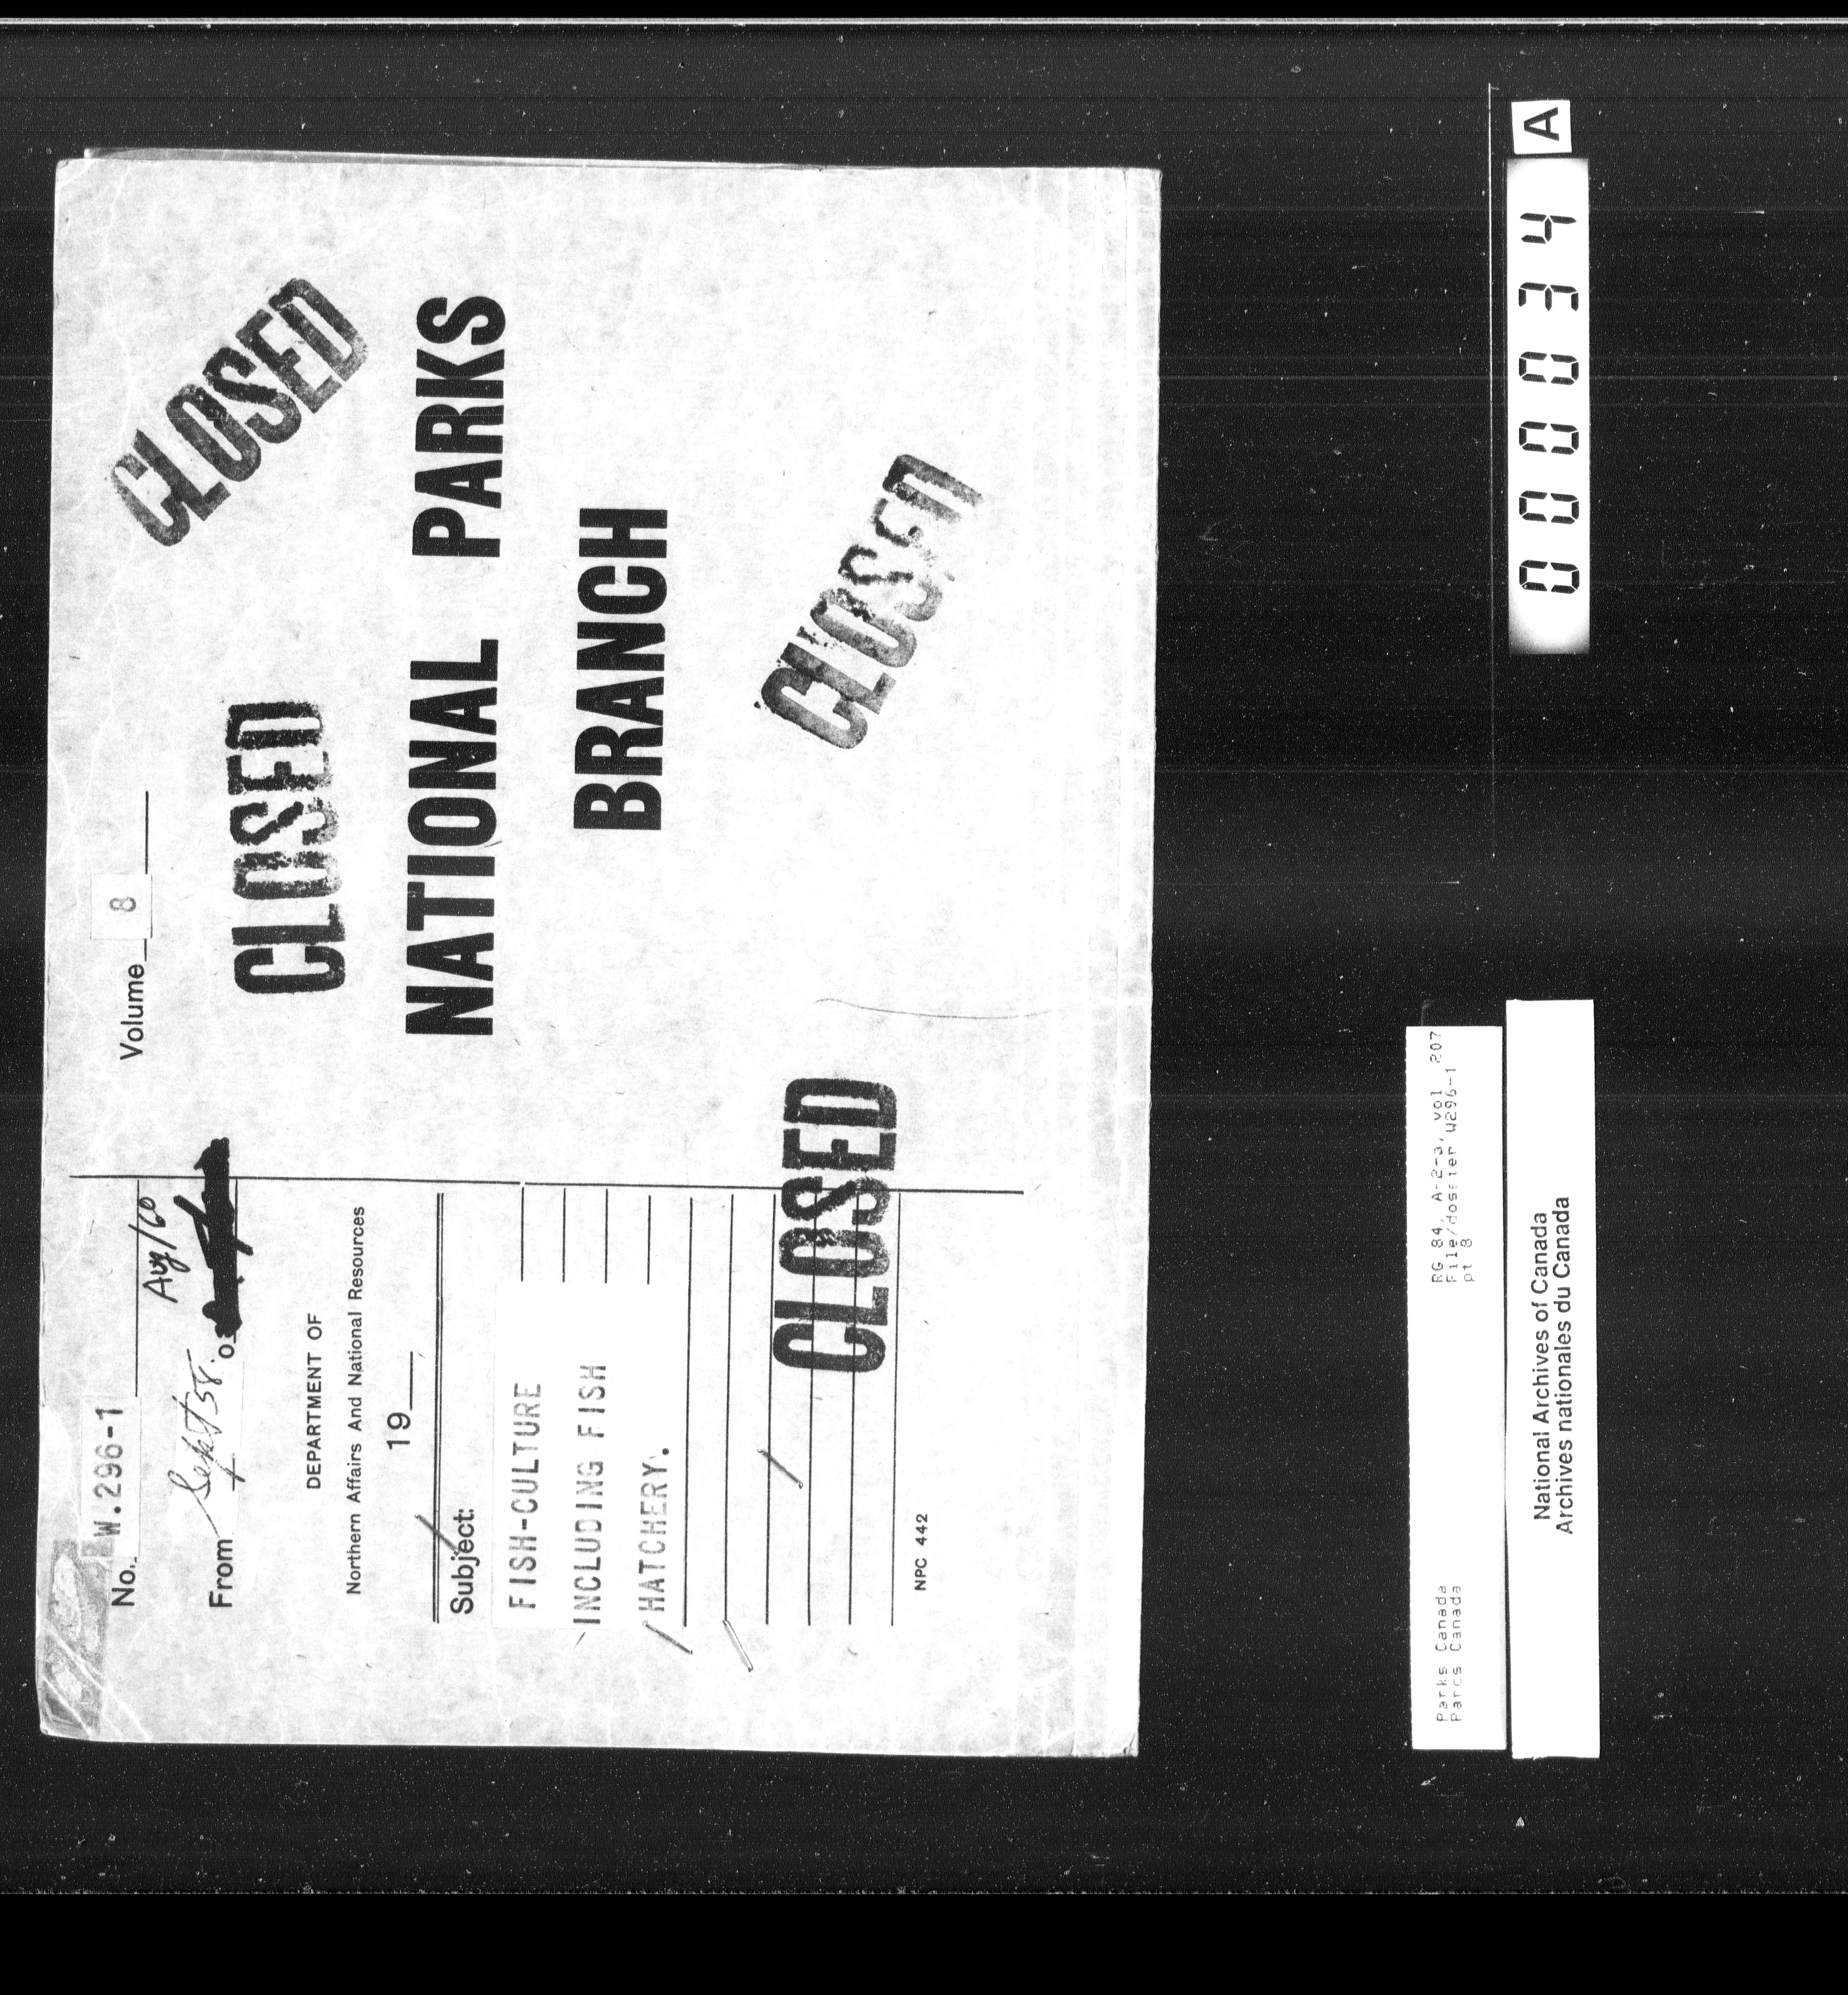 No. W.296-1
Volume 8
From Sept 58.
Aug/60
DEPARTMENT OF
Northern Affairs And National Resources
19
Subject:
FISH-CULTURE
INCLUDING FISH
HATCHERY.
NPC 442
CLOSED
CLOSED
NATIONAL PARKS
BRANCH
CLOSED
CLOSED
Parks Canada
Parcs Canada
RG 84, A-2-a, vol. 207
File/dossier W296-1
pt 8
National Archives of Canada
Archives nationales du Canada
000034
A